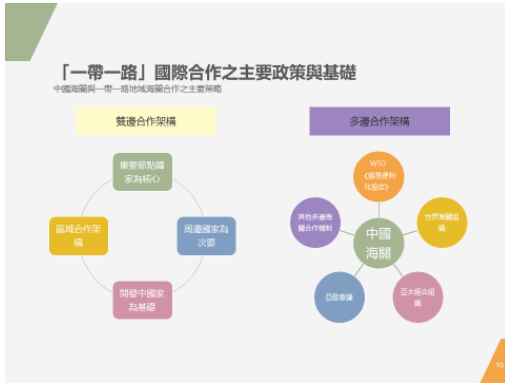 「一帶一路」國際合作之主要政策與基礎
中國海關與一帶一路地域海關合作之主要策略
雙邊合作架構
重要節點國
家為核心
區域合作架
構
周邊國家為
次要
開發中國家
為基礎
多邊合作架構
WTO
《貿易便利
化協定》
其他多邊海
關合作機制
世界海關組
織
中國
海關
亞歐會議
亞太經合組
織
10